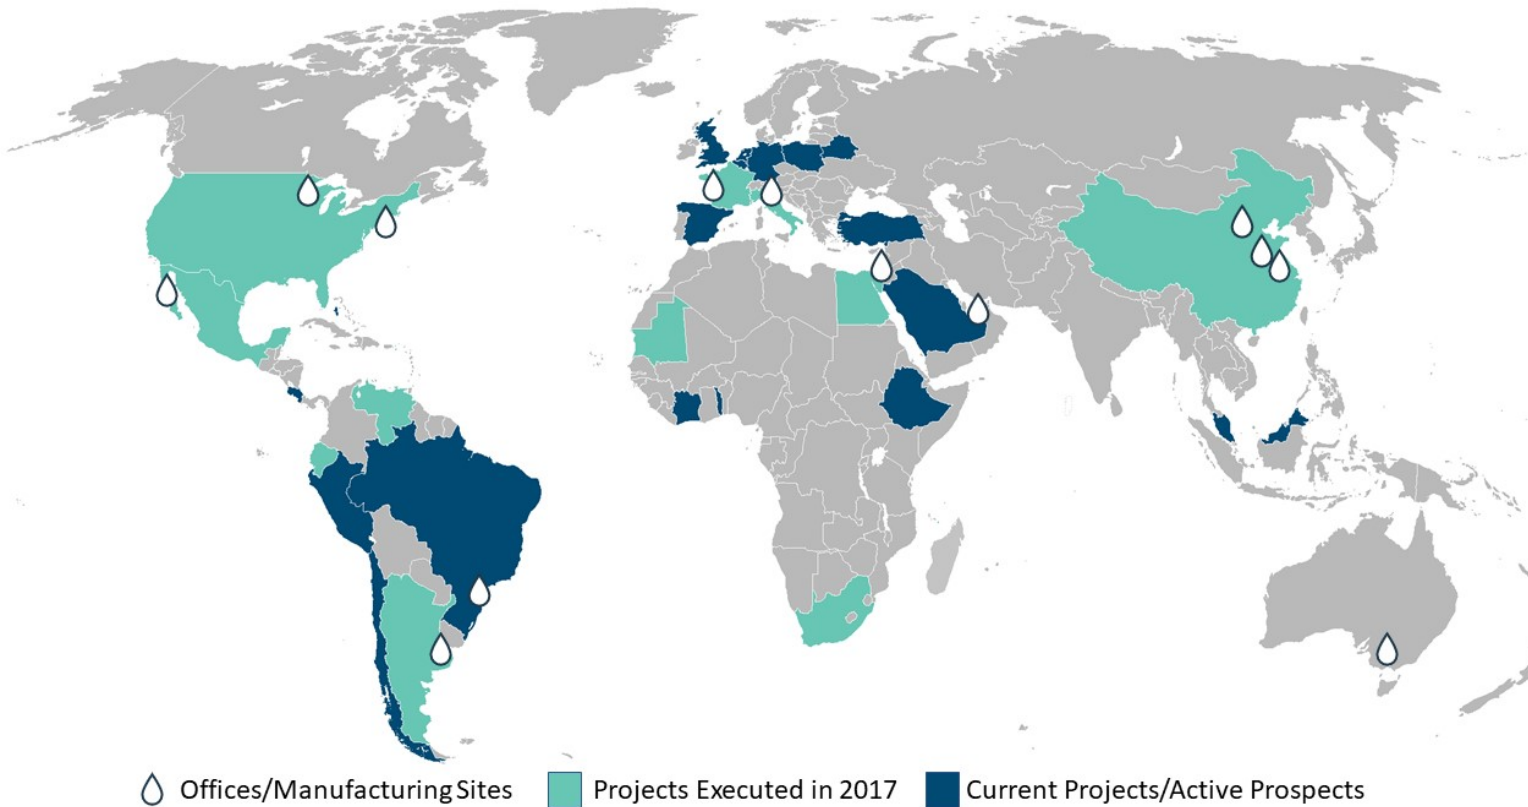 Offices/Manufacturing Sites
Projects Executed in 2017
Current Projects/Active Prospects